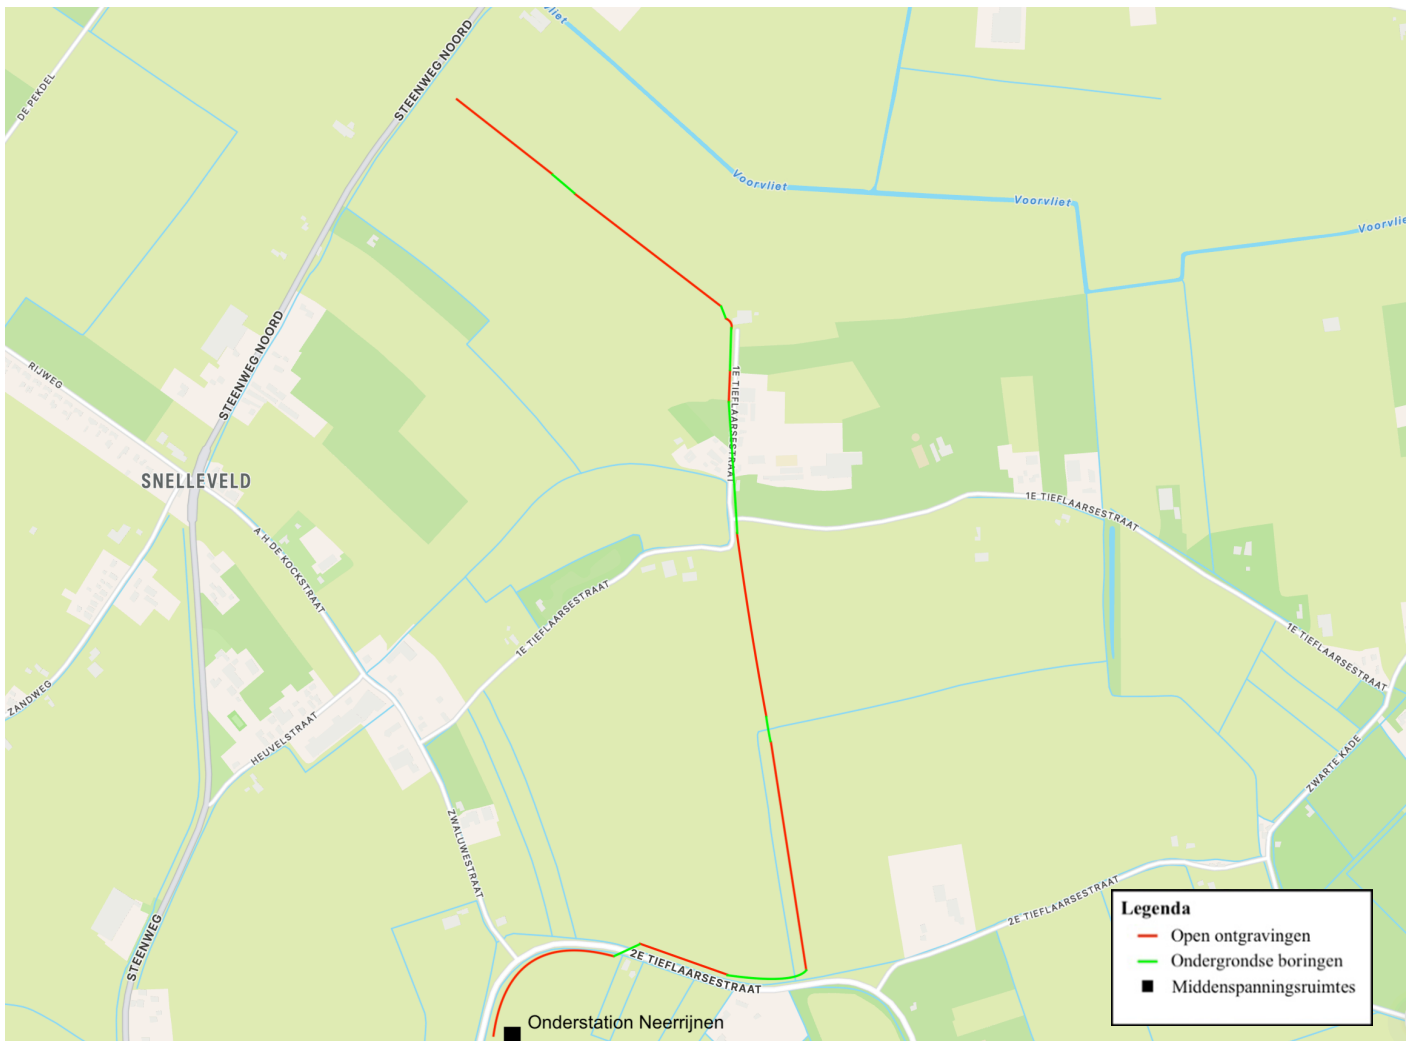 vliet
DE PEKDEL
STEENWEG NOORD
Voorvliet
Voorvliet
Voorvlie
STEENWEG NOORD
RIJWEG
1E TIEFLAARSESTRAAT
SNELLEVELD
1E TIEFLAARSESTRAAT
A H DE KOCKSTRAAT
1E TIEFLAARSESTRAAT
1E TIEFLAARSESTRAAT
ZANDWEG
HEUVELSTRAAT
ZWARTE KADE
ZWALUWESTRAAT
2E TIEFLAARSESTRAAT
STEENWEG
2E TIEFLAARSESTRAAT
Legenda
Open ontgravingen
Ondergrondse boringen
Middenspanningsruimtes
Onderstation Neerrijnen